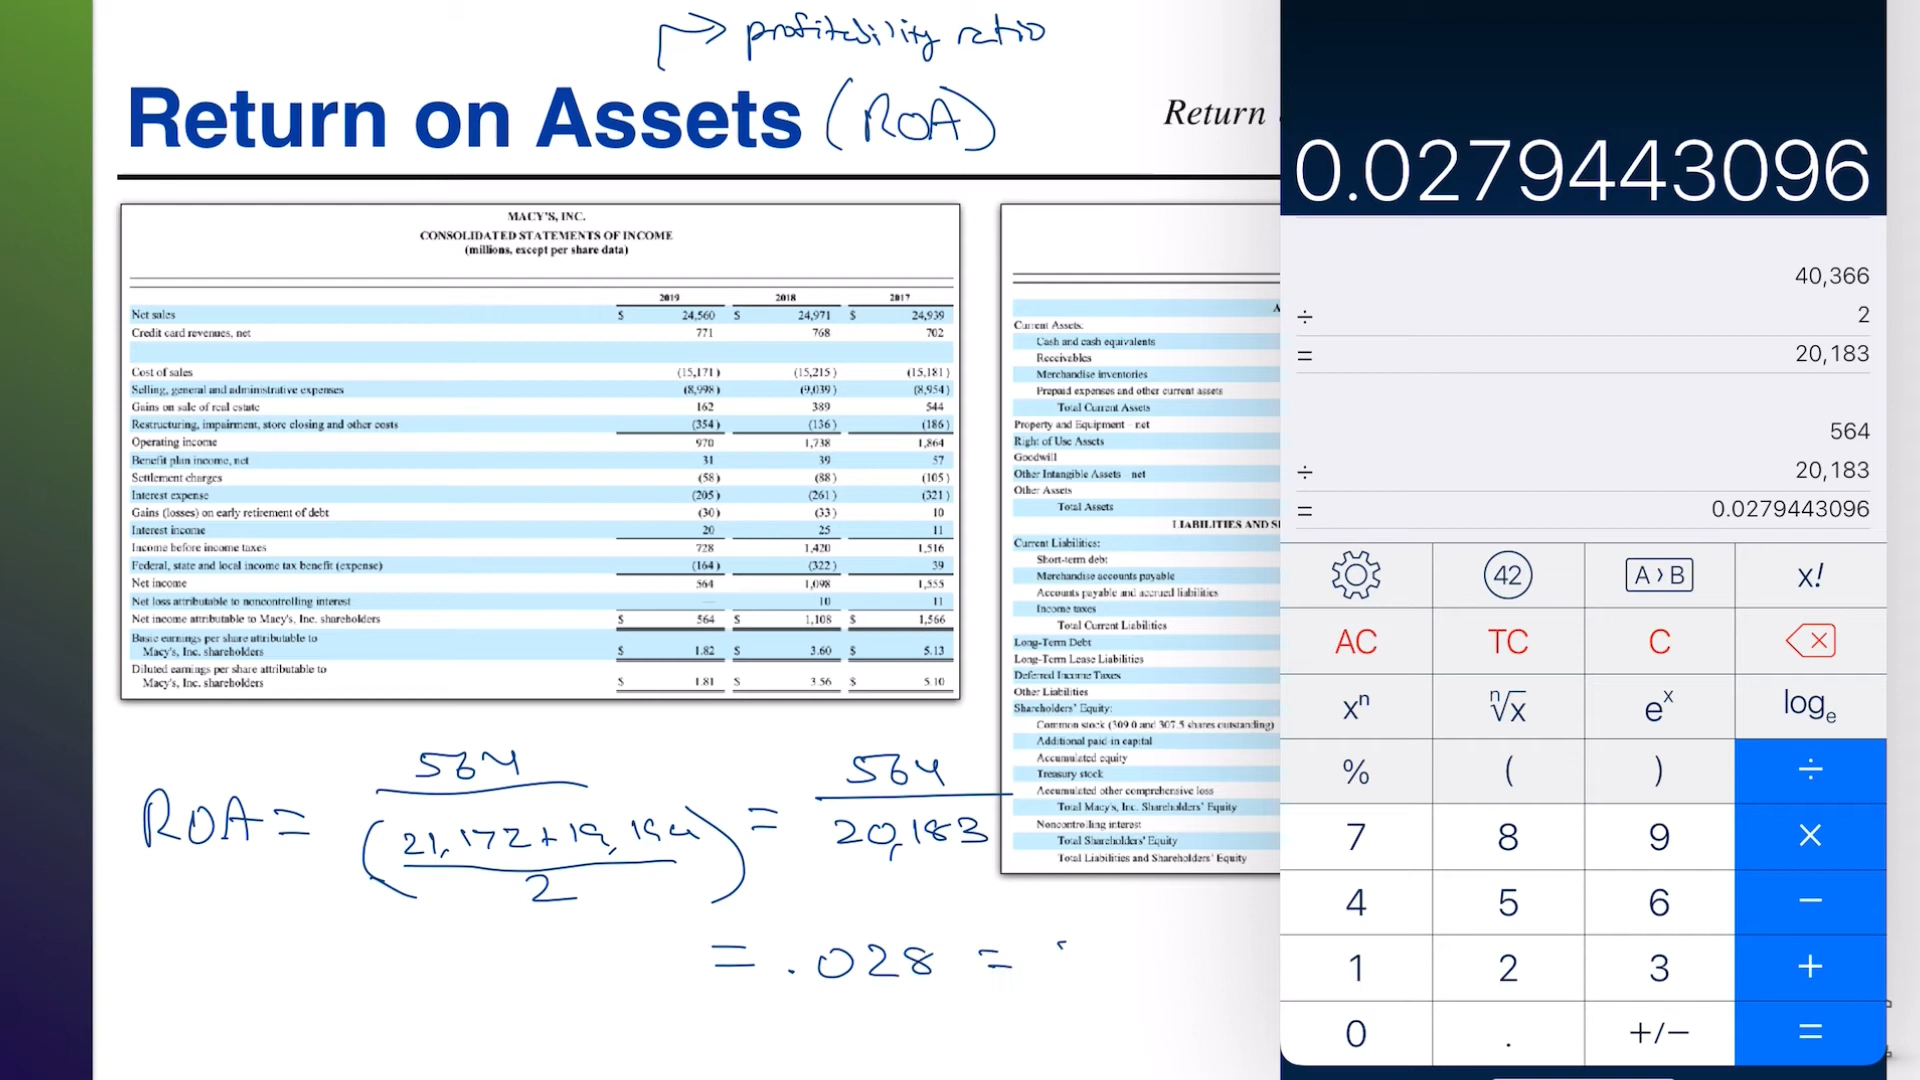 profitability ratio
Return on Assets (ROA)
Return
MACY'S, INC.
CONSOLIDATED STATEMENTS OF INCOME
(millions, except per share data)
2019 2018 2017
Net sales $ 24,560 $ 24,971 $ 24,939
Credit card revenues, net 771 768 702
Cost of sales (15,171) (15,215) (15,181)
Selling, general and administrative expenses (8,998) (9,039) (8,954)
Gains on sale of real estate 162 389 544
Restructuring, impairment, store closing and other costs (354) (136) (186)
Operating income 970 1,738 1,864
Benefit plan income, net 31 39 57
Settlement charges (58) (88) (105)
Interest expense (205) (261) (321)
Gains (losses) on early retirement of debt (30) (33) 10
Interest income 20 25 11
Income before income taxes 728 1,420 1,516
Federal, state and local income tax benefit (expense) (164) (322) 39
Net income 564 1,098 1,555
Net loss attributable to noncontrolling interest — 10 11
Net income attributable to Macy's, Inc. shareholders $ 564 $ 1,108 $ 1,566
Basic earnings per share attributable to
Macy's, Inc. shareholders $ 1.82 $ 3.60 $ 5.13
Diluted earnings per share attributable to
Macy's, Inc. shareholders $ 1.81 $ 3.56 $ 5.10
Current Assets:
Cash and cash equivalents
Receivables
Merchandise inventories
Prepaid expenses and other current assets
Total Current Assets
Property and Equipment – net
Right of Use Assets
Goodwill
Other Intangible Assets – net
Other Assets
Total Assets
LIABILITIES AND
Current Liabilities:
Short-term debt
Merchandise accounts payable
Accounts payable and accrued liabilities
Income taxes
Total Current Liabilities
Long-Term Debt
Long-Term Lease Liabilities
Deferred Income Taxes
Other Liabilities
Shareholders' Equity:
Common stock (309.0 and 307.5 shares outstanding)
Additional paid-in capital
Accumulated equity
Treasury stock
Accumulated other comprehensive loss
Total Macy's, Inc. Shareholders' Equity
Noncontrolling interest
Total Shareholders' Equity
Total Liabilities and Shareholders' Equity
564 564
ROA = (21,172+19,194) = 20,183
2
= .028 =
0.0279443096
40,366
÷ 2
= 20,183
564
÷ 20,183
= 0.0279443096
42 A›B x!
AC TC C
xⁿ ⁿ√x eˣ logₑ
% ( ) ÷
7 8 9 ×
4 5 6 −
1 2 3 +
0 . +/− =